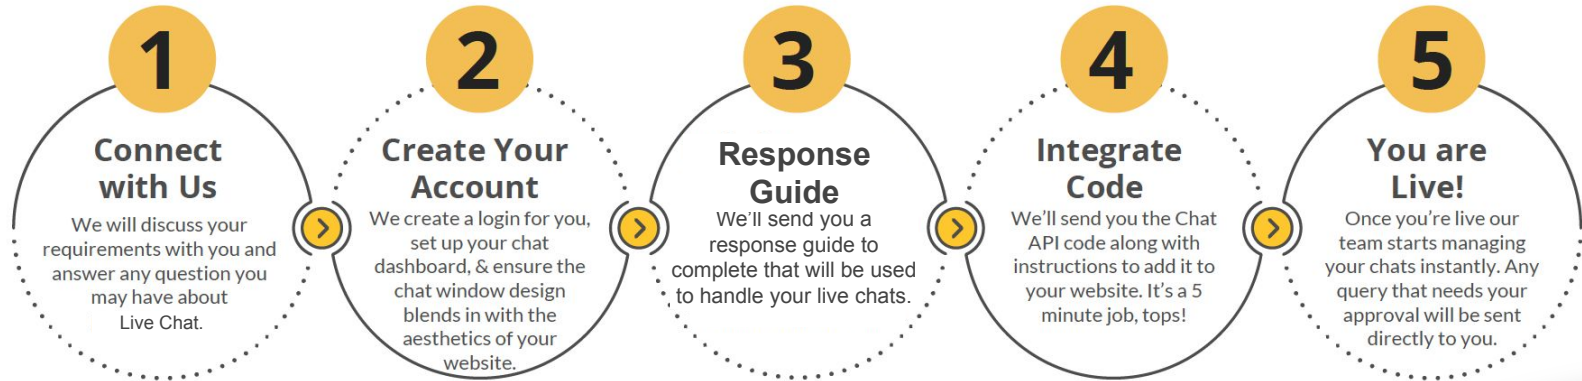 1
Connect
with Us
We will discuss your
requirements with you and
answer any question you
may have about
Live Chat.
2
Create Your
Account
We create a login for you,
set up your chat
dashboard, & ensure the
chat window design
blends in with the
aesthetics of your
website.
3
Response
Guide
We'll send you a
response guide to
complete that will be used
to handle your live chats.
4
Integrate
Code
We'll send you the Chat
API code along with
instructions to add it to
your website. It's a 5
minute job, tops!
5
You are
Live!
Once you're live our
team starts managing
your chats instantly. Any
query that needs your
approval will be sent
directly to you.